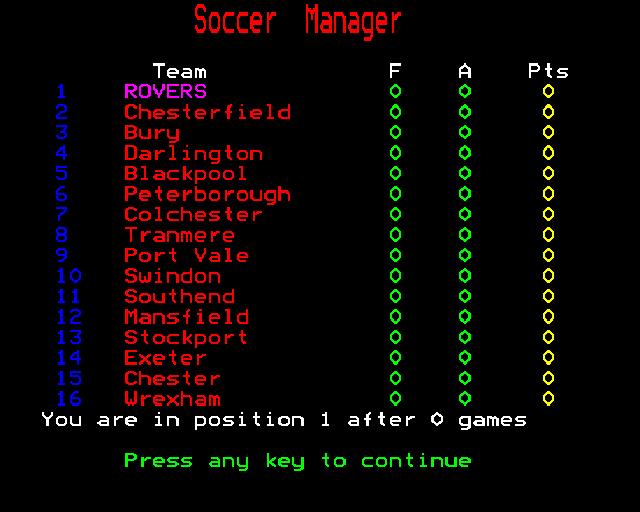 Soccer Manager
Team F A Pts
1 ROVERS 0 0 0
2 Chesterfield 0 0 0
3 Bury 0 0 0
4 Darlington 0 0 0
5 Blackpool 0 0 0
6 Peterborough 0 0 0
7 Colchester 0 0 0
8 Tranmere 0 0 0
9 Port Vale 0 0 0
10 Swindon 0 0 0
11 Southend 0 0 0
12 Mansfield 0 0 0
13 Stockport 0 0 0
14 Exeter 0 0 0
15 Chester 0 0 0
16 Wrexham 0 0 0
You are in position 1 after 0 games
Press any key to continue